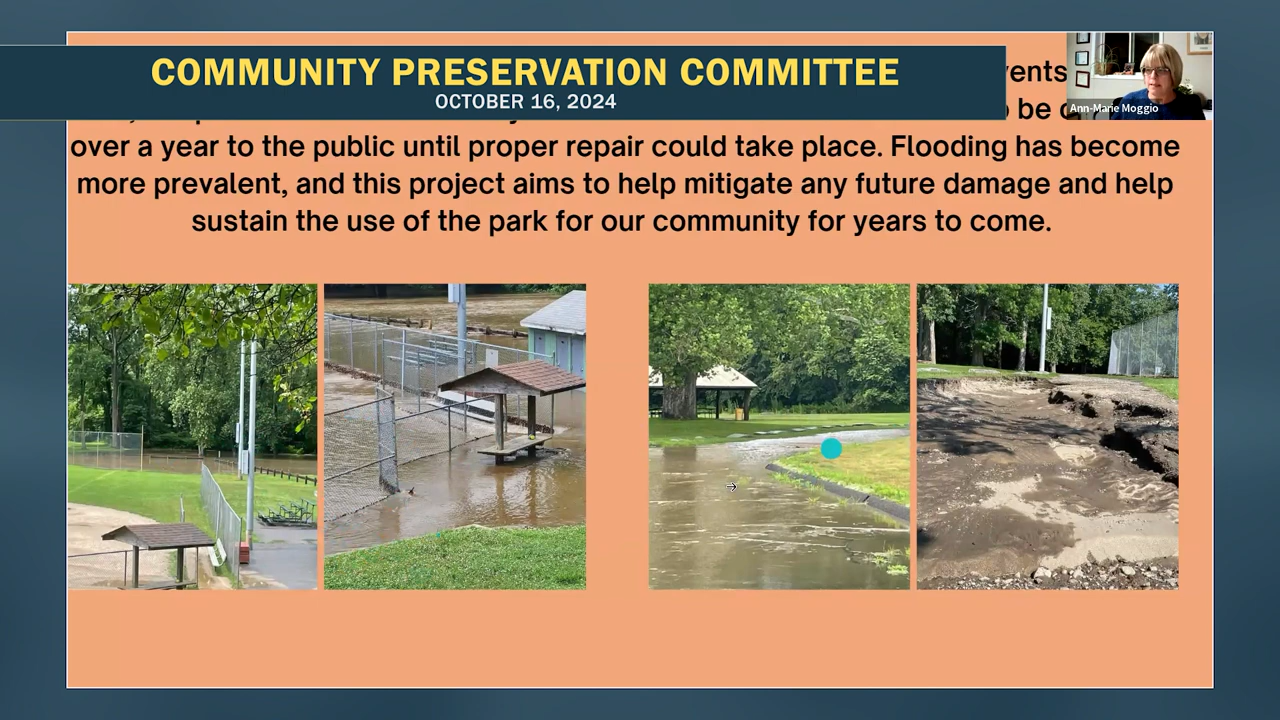 COMMUNITY PRESERVATION COMMITTEE
OCTOBER 16, 2024
Ann-Marie Moggio
be
over a year to the public until proper repair could take place. Flooding has become
more prevalent, and this project aims to help mitigate any future damage and help
sustain the use of the park for our community for years to come.